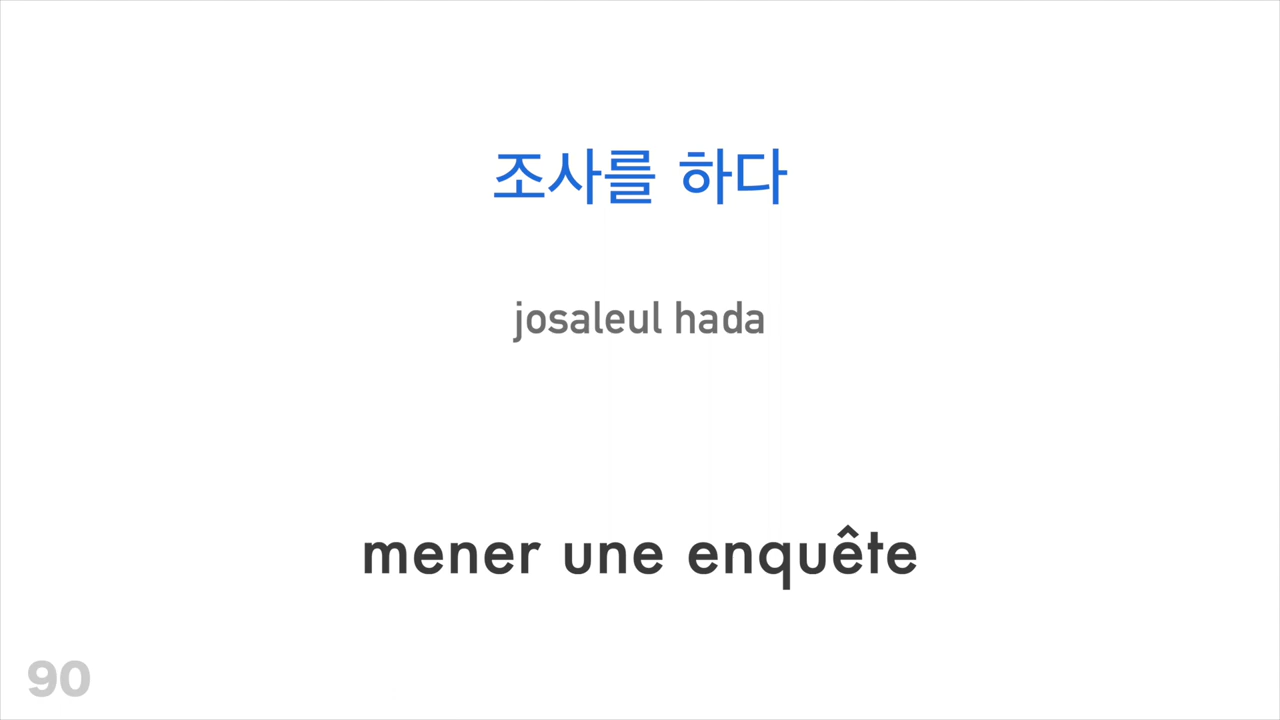 조사를 하다
josaleul hada
mener une enquête
90